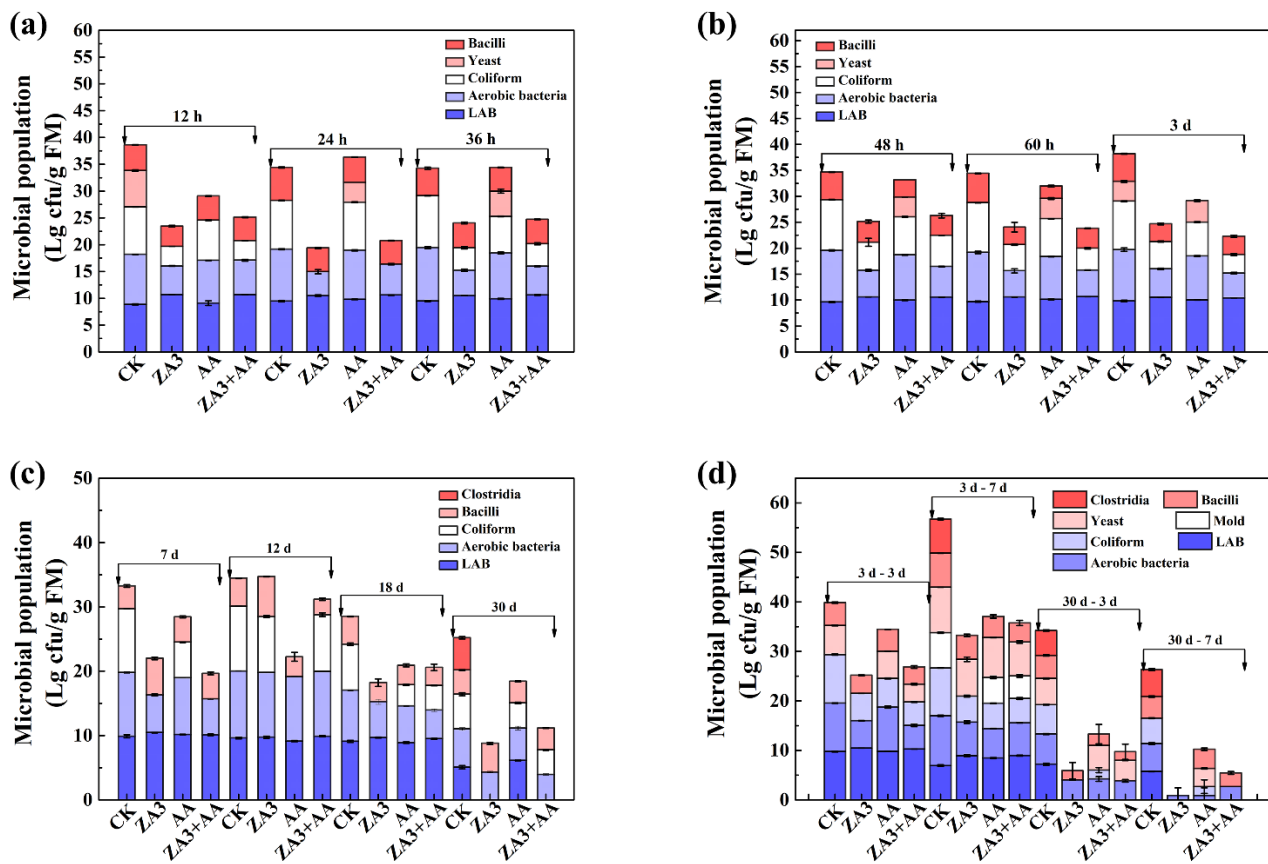 (a)
Microbial population
(Lg cfu/g FM)
60
55
50
45
40
35
30
25
20
15
10
5
0
Bacilli
Yeast
Coliform
Aerobic bacteria
LAB
12 h
24 h
36 h
CK ZA3 AA ZA3+AA CK ZA3 AA ZA3+AA CK ZA3 AA ZA3+AA
(b)
Microbial population
(Lg cfu/g FM)
60
55
50
45
40
35
30
25
20
15
10
5
0
Bacilli
Yeast
Coliform
Aerobic bacteria
LAB
3 d
48 h
60 h
CK ZA3 AA ZA3+AA CK ZA3 AA ZA3+AA CK ZA3 AA ZA3+AA
(c)
Microbial population
(Lg cfu/g FM)
50
40
30
20
10
0
Clostridia
Bacilli
Coliform
Aerobic bacteria
LAB
7 d
12 d
18 d
30 d
CK ZA3 AA ZA3+AA CK ZA3 AA ZA3+AA CK ZA3 AA ZA3+AA CK ZA3 AA ZA3+AA
(d)
Microbial population
(Lg cfu/g FM)
60
50
40
30
20
10
0
3 d - 7 d
Clostridia Bacilli
Yeast Mold
Coliform LAB
Aerobic bacteria
3 d - 3 d
30 d - 3 d
30 d - 7 d
CK ZA3 AA ZA3+AA CK ZA3 AA ZA3+AA CK ZA3 AA ZA3+AA CK ZA3 AA ZA3+AA